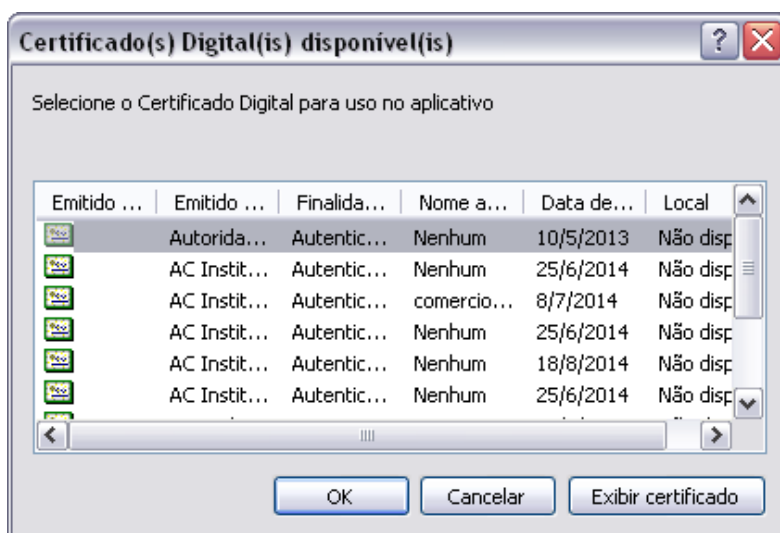 Certificado(s) Digital(is) disponível(is)
Selecione o Certificado Digital para uso no aplicativo
Emitido ... Emitido ... Finalida... Nome a... Data de... Local
Autorida... Autentic... Nenhum 10/5/2013 Não disp
AC Instit... Autentic... Nenhum 25/6/2014 Não disp
AC Instit... Autentic... comercio... 8/7/2014 Não disp
AC Instit... Autentic... Nenhum 25/6/2014 Não disp
AC Instit... Autentic... Nenhum 18/8/2014 Não disp
AC Instit... Autentic... Nenhum 25/6/2014 Não disp
OK Cancelar Exibir certificado